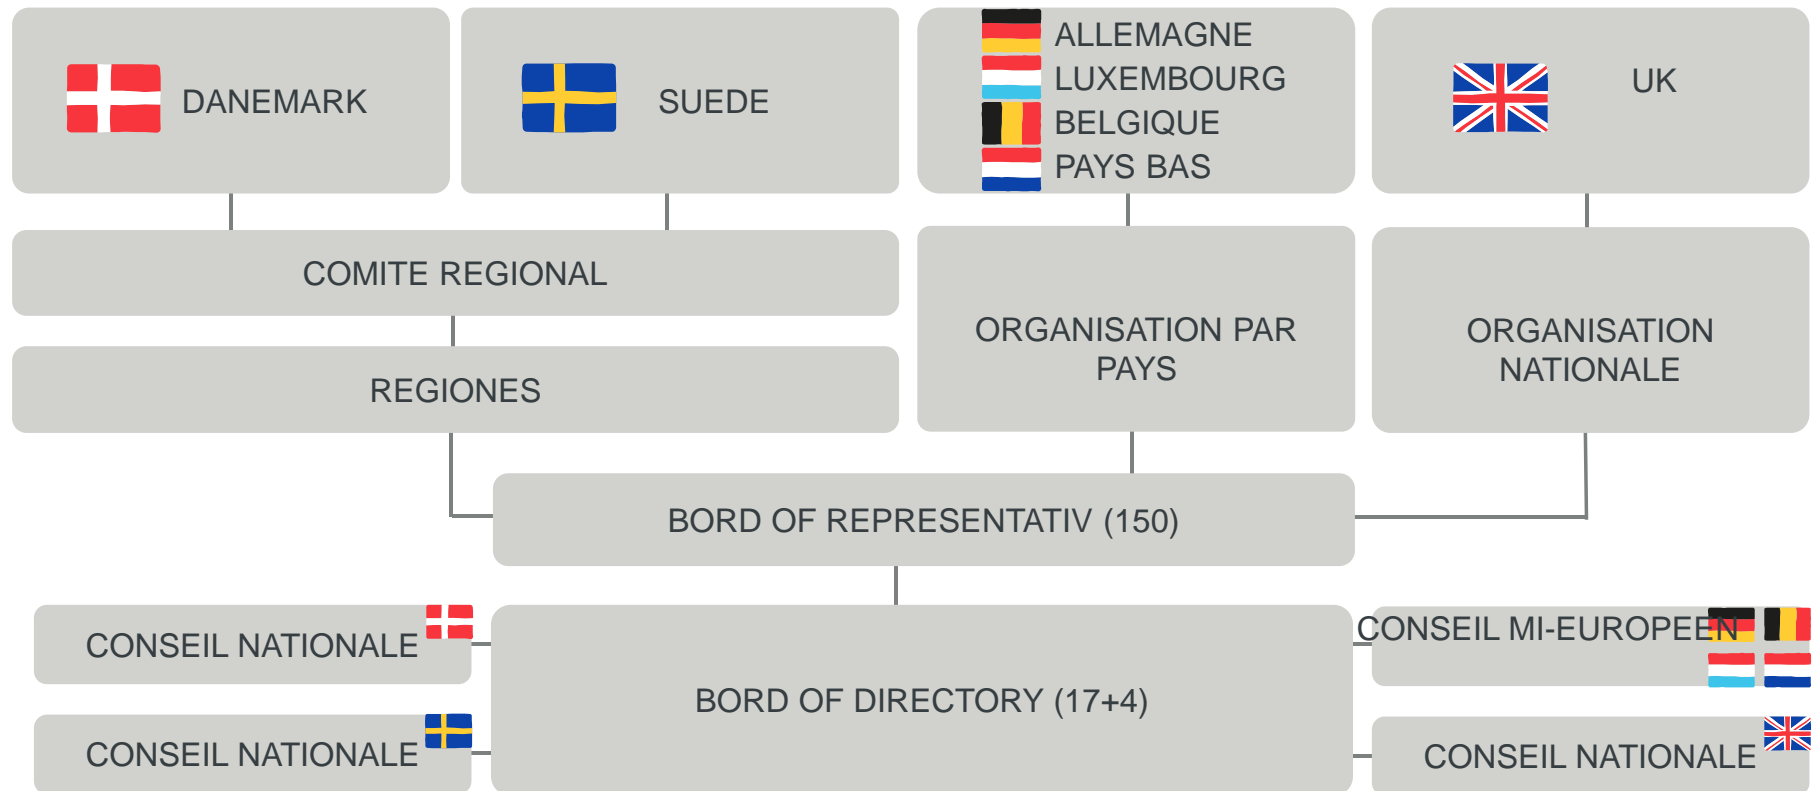 DANEMARK
SUEDE
ALLEMAGNE
LUXEMBOURG
BELGIQUE
PAYS BAS
UK
COMITE REGIONAL
REGIONES
ORGANISATION PAR
PAYS
ORGANISATION
NATIONALE
BORD OF REPRESENTATIV (150)
CONSEIL NATIONALE
CONSEIL NATIONALE
BORD OF DIRECTORY (17+4)
CONSEIL MI-EUROPEEN
CONSEIL NATIONALE